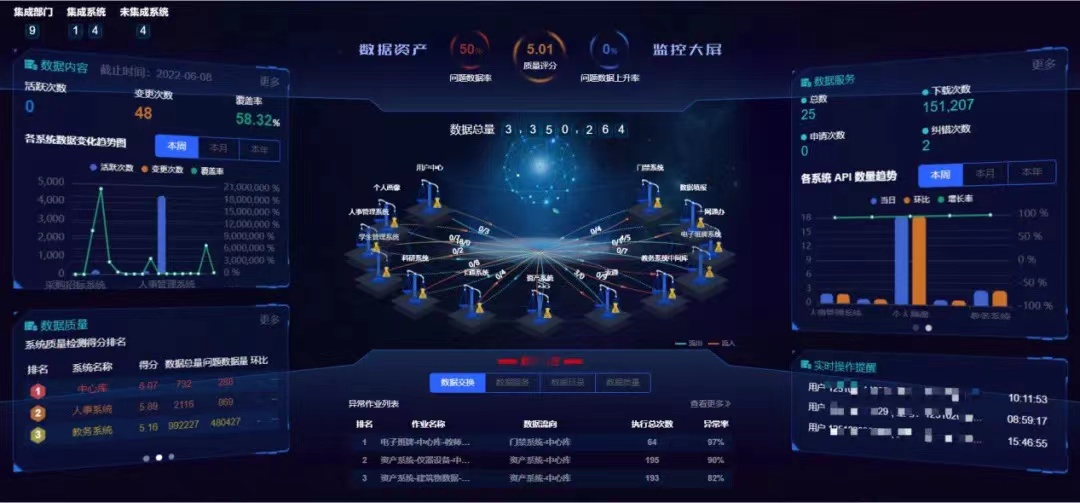 集成部门 集成系统 未集成系统
9 1 4 4
数据资产 50% 5.01 0% 监控大屏
问题数据率 质量评分 问题数据上升率
数据内容 截止时间：2022-06-08 更多
活跃次数 变更次数 覆盖率
0 48 58.32%
各系统数据变化趋势图 本周 本月 本年
活跃次数 变更次数 覆盖率
5,000 21,000,000 %
4,000 18,000,000 %
15,000,000 %
3,000 12,000,000 %
2,000 9,000,000 %
6,000,000 %
1,000 3,000,000 %
0 0 %
采购招标系统 人事管理系统
数据质量 更多
系统质量检测得分排名
排名 系统名称 得分 数据总量 问题数据量 环比
1 中心库 6.07 732 286 --
2 人事系统 5.89 2116 869 --
3 教务系统 5.16 992227 480427 --
数据总量 3,350,264
用户中心 门禁系统
个人画像 数据填报
人事管理系统 一网通办
学生管理系统 电子班牌系统
科研系统 教务系统中间库
资产系统
0/3 0/4
0/7
0/2 0/7
流出 流入
数据交换 数据服务 数据目录 数据质量
异常作业列表 查看更多
排名 作业名称 数据流向 执行总次数 异常率
1 电子班牌-中心库-教师... 门禁系统-中心库 64 97%
2 资产系统-仪器设备-中... 资产系统-中心库 195 90%
3 资产系统-建筑物数据-... 资产系统-中心库 193 82%
更多
数据服务
总数 下载次数
25 151,207
申请次数 纠错次数
0 2
各系统 API 数量趋势 本周 本月 本年
当日 环比 增长率
18 100 %
15
12 50 %
9 0 %
6
3 -50 %
0 -100 %
人事管理系统 个人画像 教务系统
实时操作提醒
用户 10:11:53
用户 08:59:17
用户 15:46:55